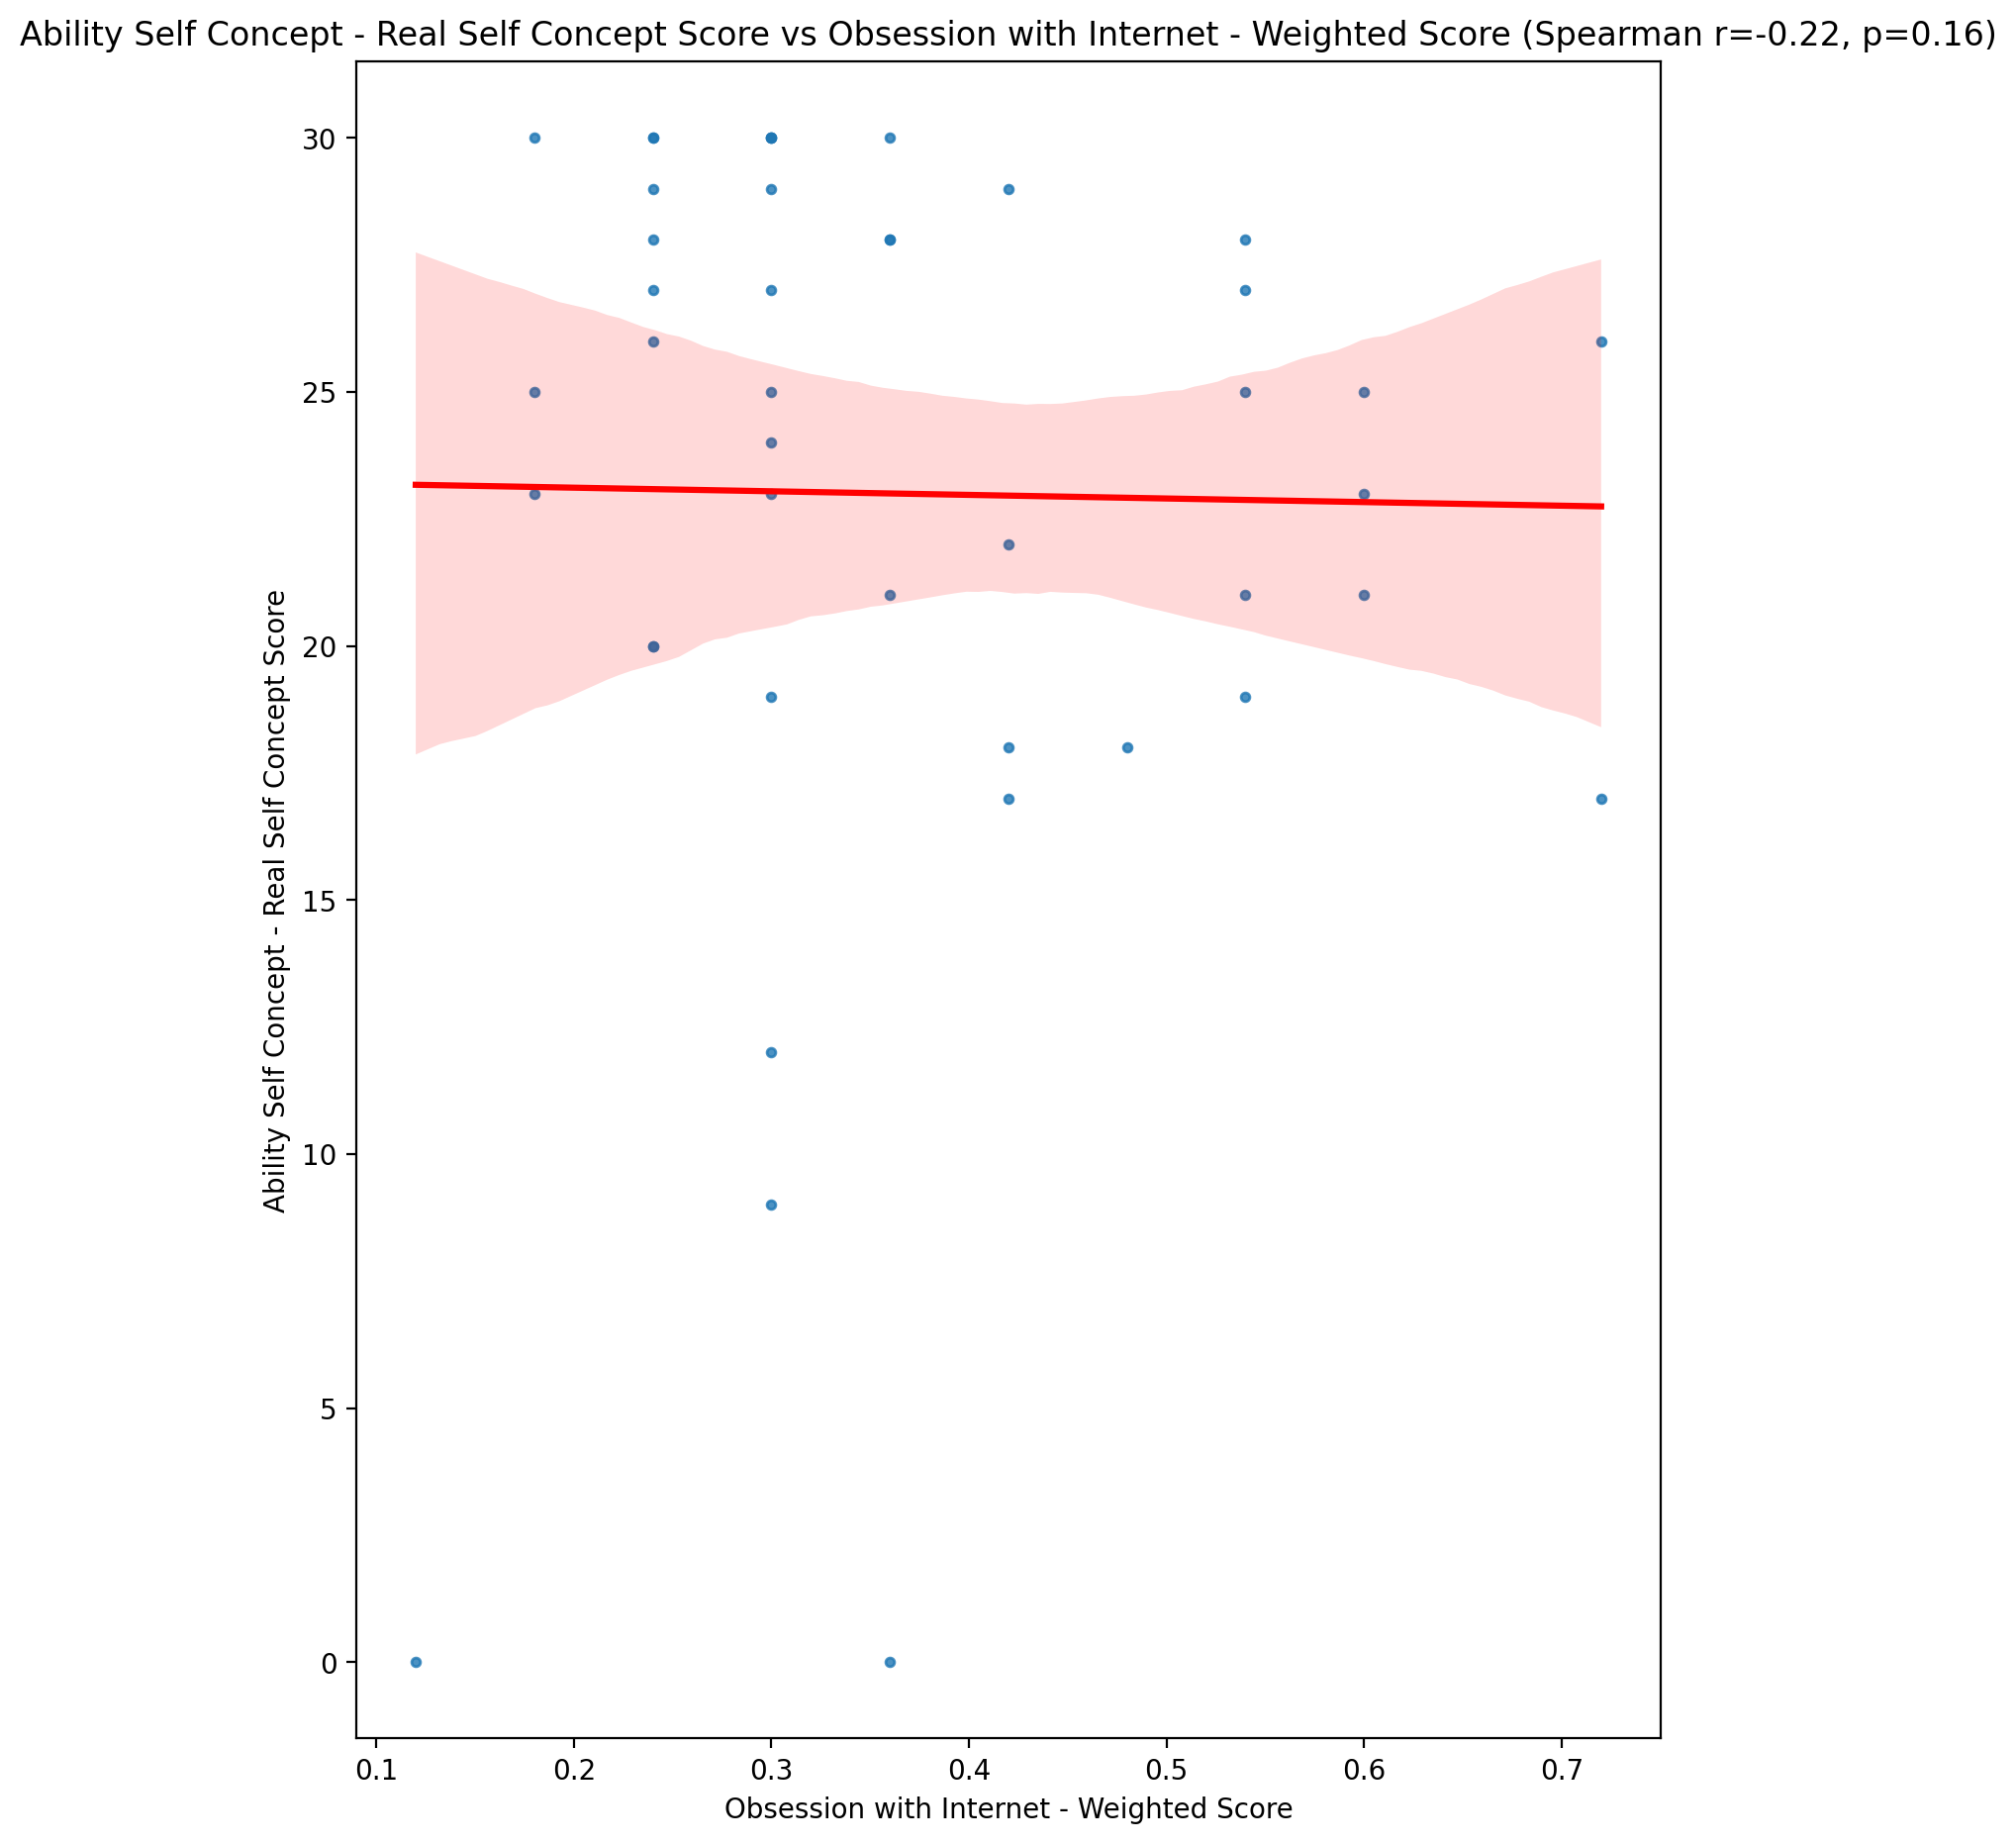 Ability Self Concept - Real Self Concept Score vs Obsession with Internet - Weighted Score (Spearman r=-0.22, p=0.16)
Ability Self Concept - Real Self Concept Score
30
25
20
15
10
5
0
0.1 0.2 0.3 0.4 0.5 0.6 0.7
Obsession with Internet - Weighted Score